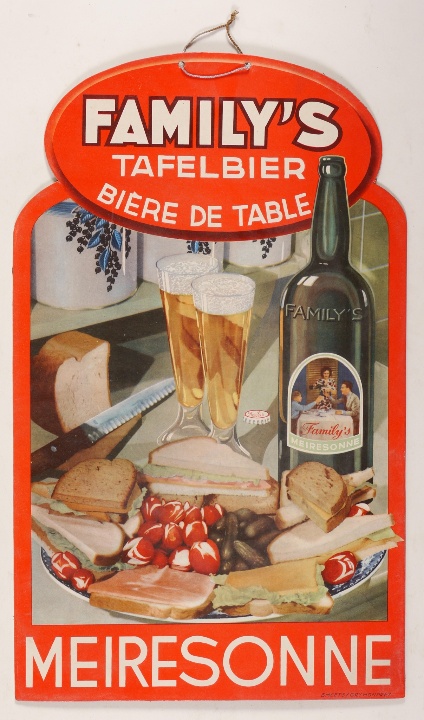 FAMILY'S
TAFELBIER
BIÈRE DE TABLE
FAMILY'S
Family's
MEIRESONNE
MEIRESONNE